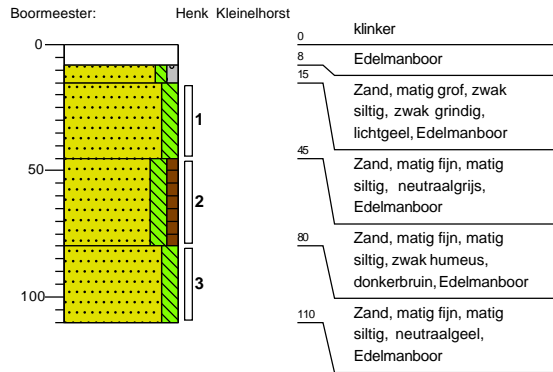 Boormeester: Henk Kleinelhorst
0
50
100
1
2
3
0
klinker
8
Edelmanboor
15
Zand, matig grof, zwak
siltig, zwak grindig,
lichtgeel, Edelmanboor
45
Zand, matig fijn, matig
siltig, neutraalgrijs,
Edelmanboor
80
Zand, matig fijn, matig
siltig, zwak humeus,
donkerbruin, Edelmanboor
110
Zand, matig fijn, matig
siltig, neutraalgeel,
Edelmanboor